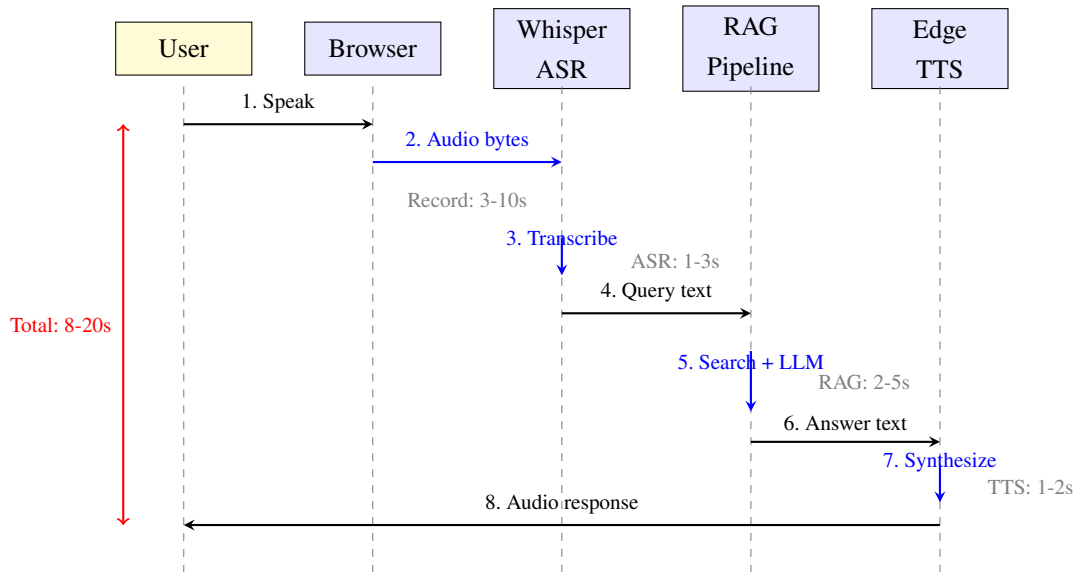 User
Browser
Whisper
ASR
RAG
Pipeline
Edge
TTS
1. Speak
2. Audio bytes
Record: 3-10s
3. Transcribe
ASR: 1-3s
4. Query text
Total: 8-20s
5. Search + LLM
RAG: 2-5s
6. Answer text
7. Synthesize
TTS: 1-2s
8. Audio response